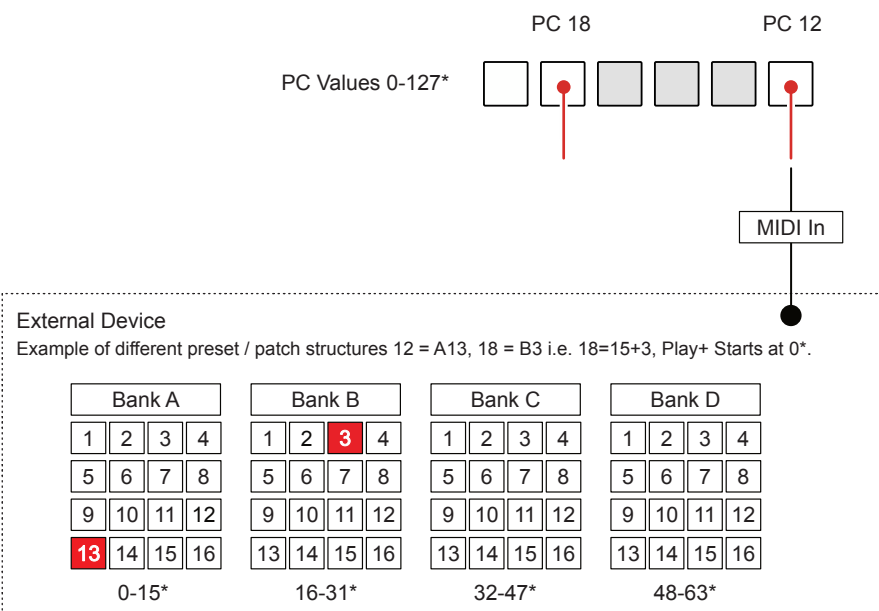 PC 18 PC 12
PC Values 0-127*
MIDI In
External Device
Example of different preset / patch structures 12 = A13, 18 = B3 i.e. 18=15+3, Play+ Starts at 0*.
Bank A Bank B Bank C Bank D
1 2 3 4 1 2 3 4 1 2 3 4 1 2 3 4
5 6 7 8 5 6 7 8 5 6 7 8 5 6 7 8
9 10 11 12 9 10 11 12 9 10 11 12 9 10 11 12
13 14 15 16 13 14 15 16 13 14 15 16 13 14 15 16
0-15* 16-31* 32-47* 48-63*